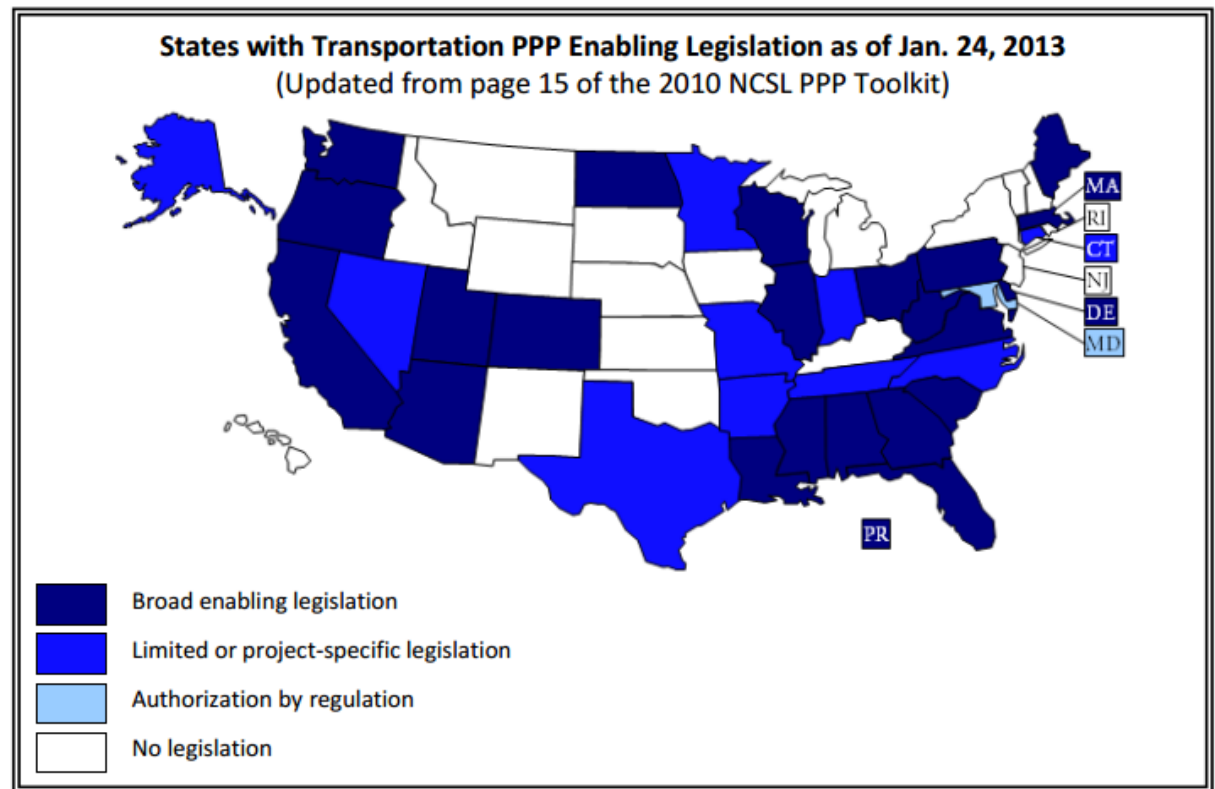 States with Transportation PPP Enabling Legislation as of Jan. 24, 2013
(Updated from page 15 of the 2010 NCSL PPP Toolkit)
MA
RI
CT
NJ
DE
MD
PR
Broad enabling legislation
Limited or project-specific legislation
Authorization by regulation
No legislation